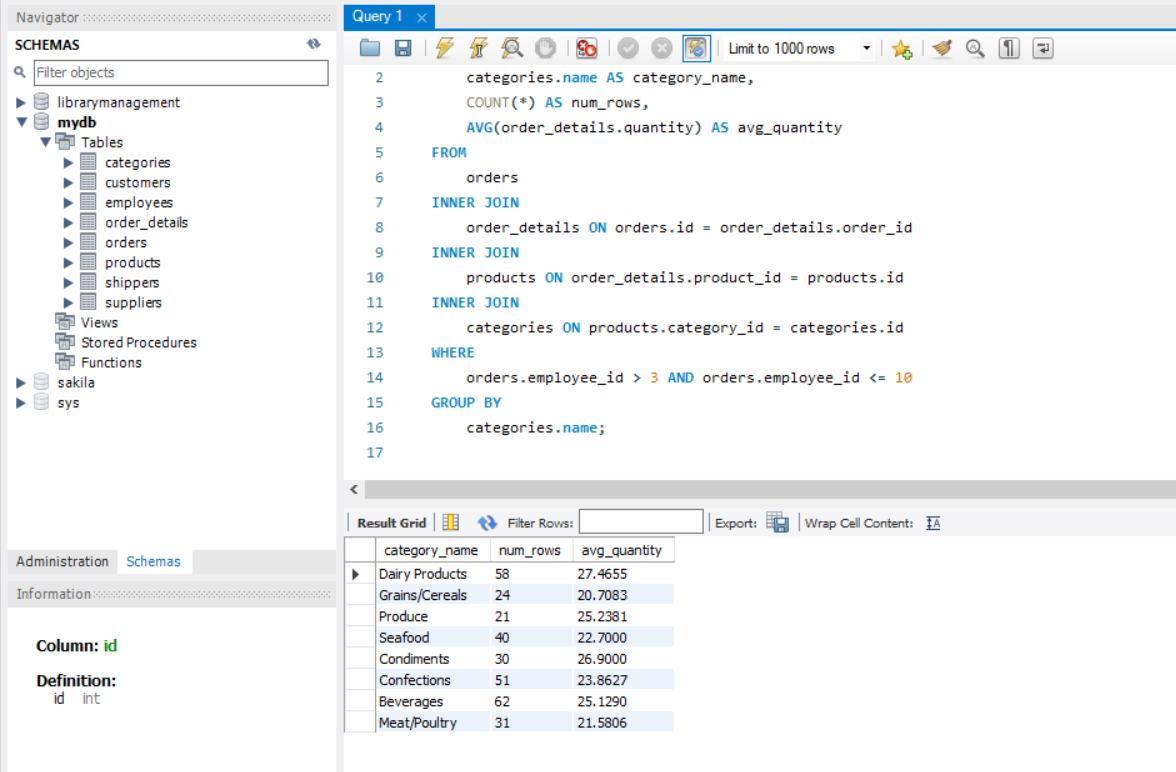 Navigator
SCHEMAS
Filter objects
librarymanagement
mydb
Tables
categories
customers
employees
order_details
orders
products
shippers
suppliers
Views
Stored Procedures
Functions
sakila
sys
Administration Schemas
Information
Column: id
Definition:
id int
Query 1
Limit to 1000 rows
2 categories.name AS category_name,
3 COUNT(*) AS num_rows,
4 AVG(order_details.quantity) AS avg_quantity
5 FROM
6 orders
7 INNER JOIN
8 order_details ON orders.id = order_details.order_id
9 INNER JOIN
10 products ON order_details.product_id = products.id
11 INNER JOIN
12 categories ON products.category_id = categories.id
13 WHERE
14 orders.employee_id > 3 AND orders.employee_id <= 10
15 GROUP BY
16 categories.name;
17
Result Grid Filter Rows: Export: Wrap Cell Content:
category_name num_rows avg_quantity
Dairy Products 58 27.4655
Grains/Cereals 24 20.7083
Produce 21 25.2381
Seafood 40 22.7000
Condiments 30 26.9000
Confections 51 23.8627
Beverages 62 25.1290
Meat/Poultry 31 21.5806